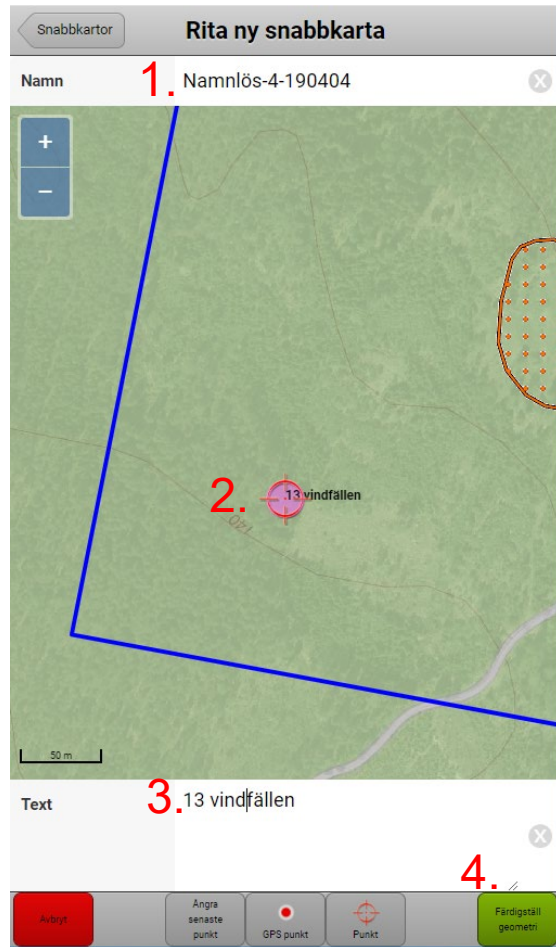 Snabbkartor
Rita ny snabbkarta
Namn
1. Namnlös-4-190404
+
−
2. 13 vindfällen
140
50 m
Text
3. 13 vindfällen
4.
Avbryt
Ångra
senaste
punkt
GPS punkt
Punkt
Färdigställ
geometri